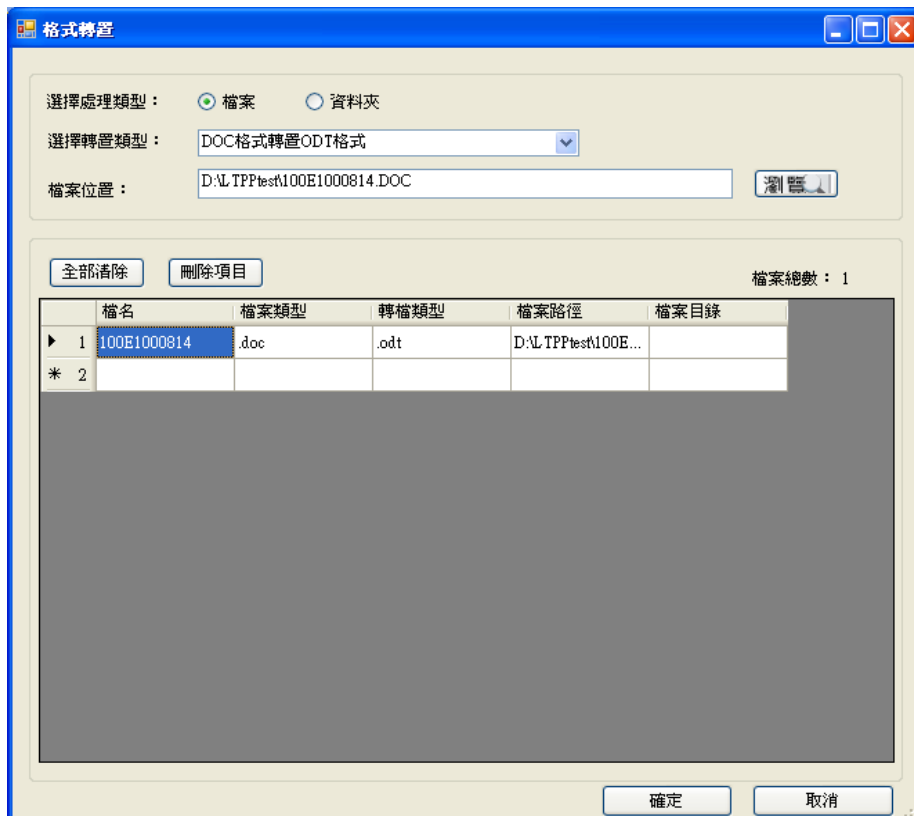 格式轉置
選擇處理類型： 檔案 資料夾
選擇轉置類型： DOC格式轉置ODT格式
檔案位置： D:\LTPPtest\100E1000814.DOC 瀏覽
全部清除 刪除項目 檔案總數： 1
檔名 檔案類型 轉檔類型 檔案路徑 檔案目錄
1 100E1000814 .doc .odt D:\LTPPtest\100E...
2
確定 取消